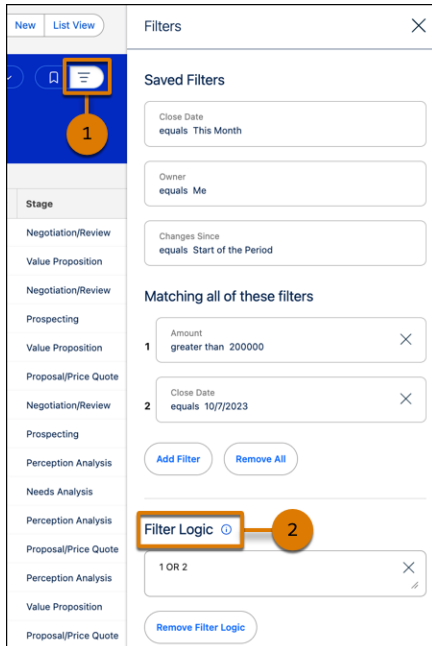 New
List View
1
Stage
Negotiation/Review
Value Proposition
Negotiation/Review
Prospecting
Value Proposition
Proposal/Price Quote
Negotiation/Review
Prospecting
Perception Analysis
Needs Analysis
Perception Analysis
Proposal/Price Quote
Perception Analysis
Value Proposition
Proposal/Price Quote
Filters
Saved Filters
Close Date
equals This Month
Owner
equals Me
Changes Since
equals Start of the Period
Matching all of these filters
1
Amount
greater than 200000
2
Close Date
equals 10/7/2023
Add Filter
Remove All
Filter Logic
2
1 OR 2
Remove Filter Logic